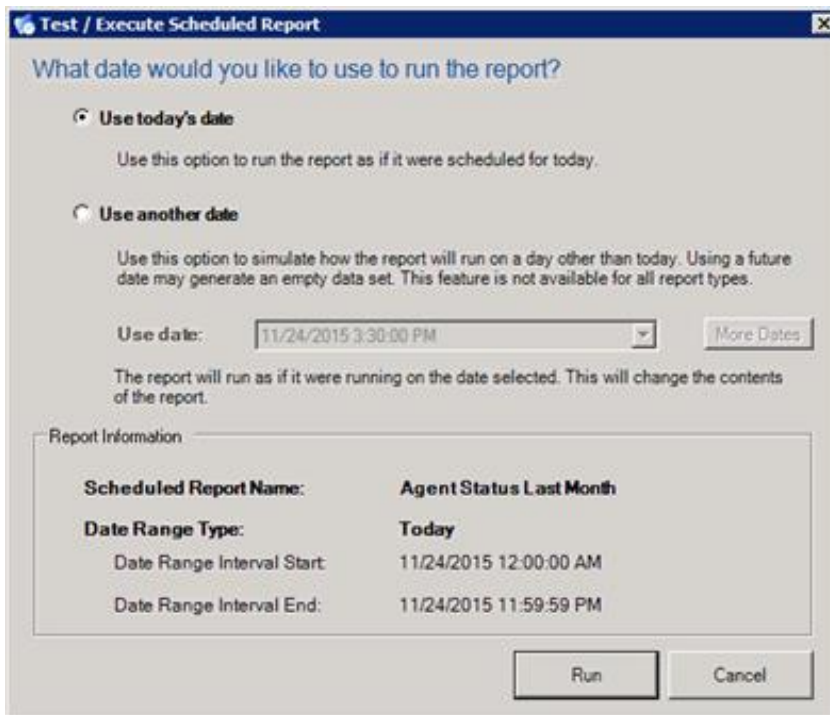 Test / Execute Scheduled Report
What date would you like to use to run the report?
Use today's date
Use this option to run the report as if it were scheduled for today.
Use another date
Use this option to simulate how the report will run on a day other than today. Using a future
date may generate an empty data set. This feature is not available for all report types.
Use date: 11/24/2015 3:30:00 PM More Dates
The report will run as if it were running on the date selected. This will change the contents
of the report.
Report Information
Scheduled Report Name: Agent Status Last Month
Date Range Type: Today
Date Range Interval Start: 11/24/2015 12:00:00 AM
Date Range Interval End: 11/24/2015 11:59:59 PM
Run Cancel